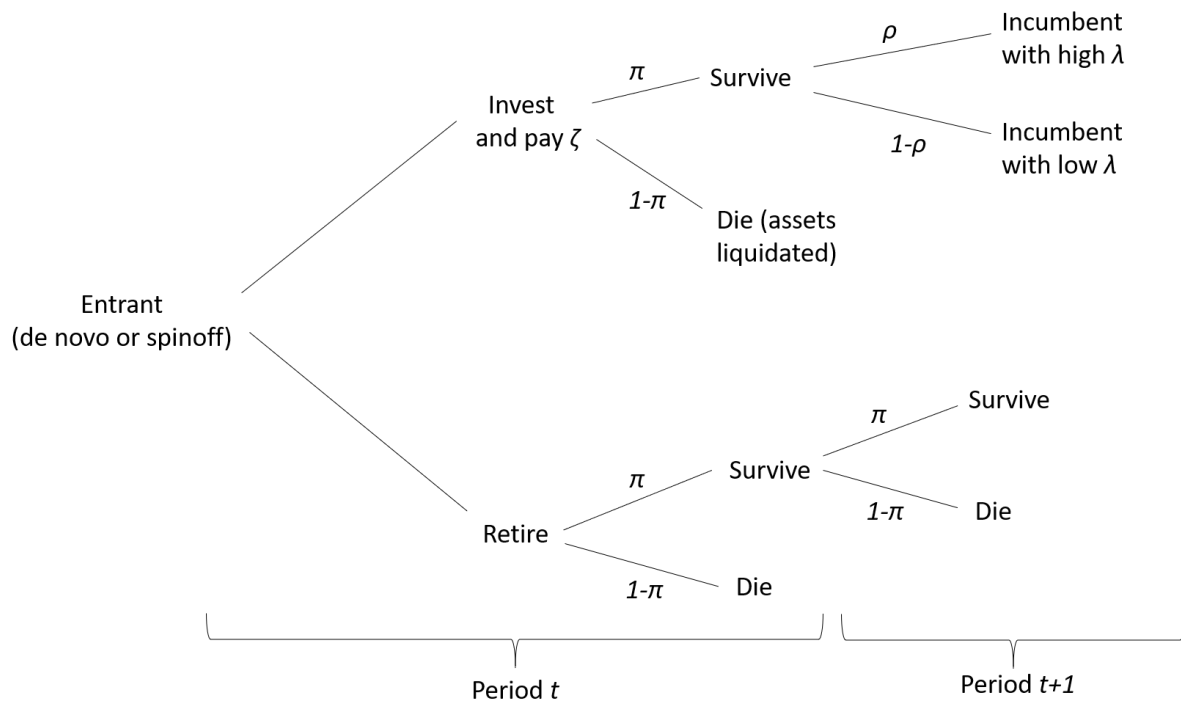 Entrant
(de novo or spinoff)
Invest
and pay ζ
π
1-π
Survive
Die (assets
liquidated)
ρ
1-ρ
Incumbent
with high λ
Incumbent
with low λ
Retire
π
1-π
Survive
Die
π
1-π
Survive
Die
Period t
Period t+1